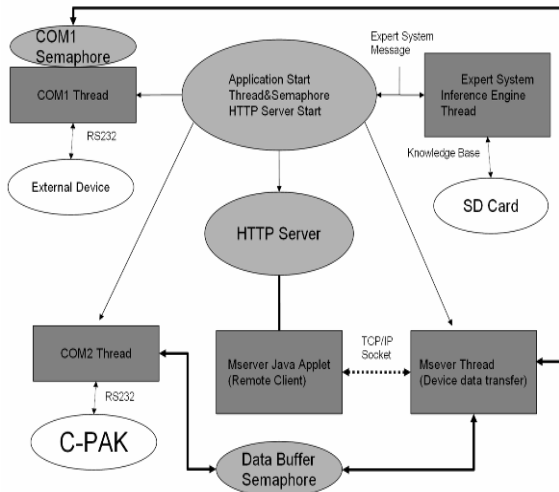 COM1
Semaphore
COM1 Thread
RS232
External Device
Application Start
Thread&Semaphore
HTTP Server Start
Expert System
Message
Expert System
Inference Engine
Thread
Knowledge Base
SD Card
HTTP Server
COM2 Thread
RS232
C-PAK
Mserver Java Applet
(Remote Client)
TCP/IP
Socket
Msever Thread
(Device data transfer)
Data Buffer
Semaphore